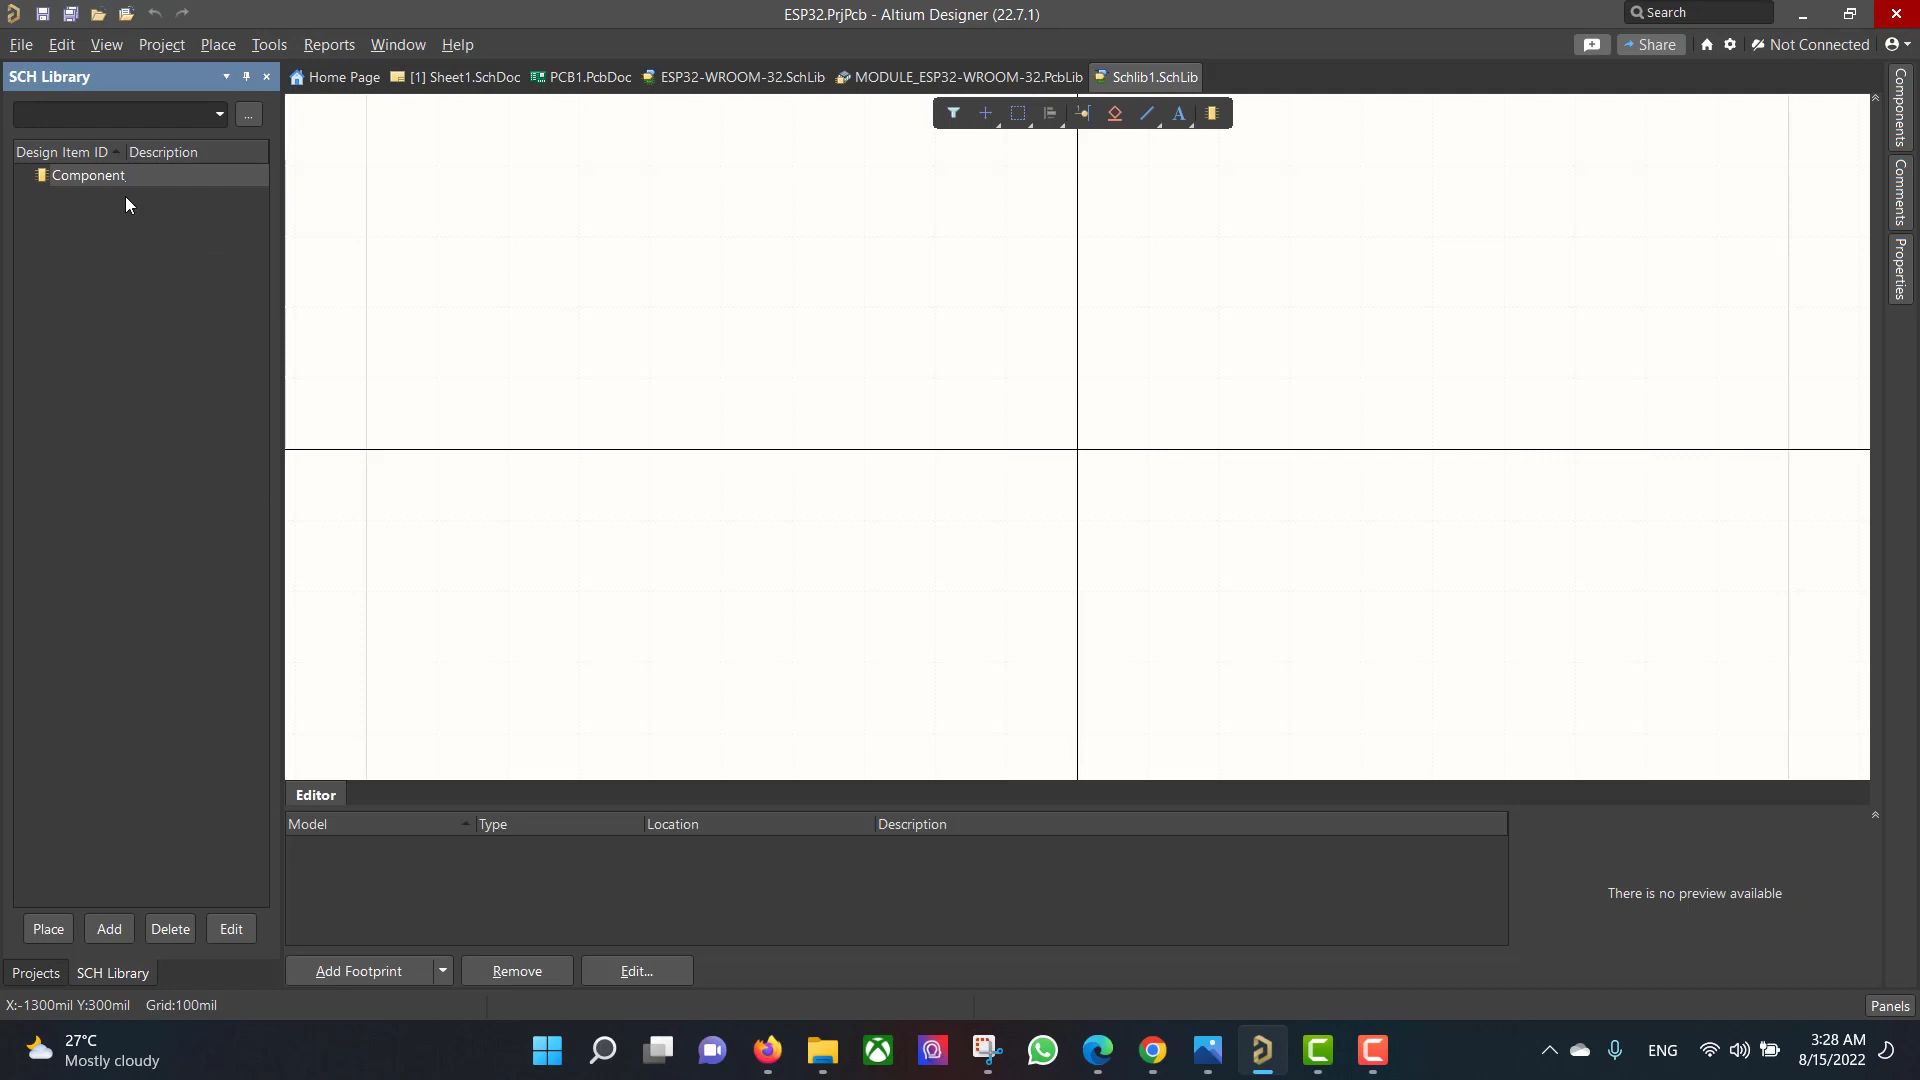 ESP32.PrjPcb - Altium Designer (22.7.1)
Search
File Edit View Project Place Tools Reports Window Help
Share
Not Connected
SCH Library
Home Page
[1] Sheet1.SchDoc
PCB1.PcbDoc
ESP32-WROOM-32.SchLib
MODULE_ESP32-WROOM-32.PcbLib
Schlib1.SchLib
...
Design Item ID
Description
Component
A
Components
Comments
Properties
Editor
Model
Type
Location
Description
There is no preview available
Place
Add
Delete
Edit
Projects
SCH Library
Add Footprint
Remove
Edit...
X:-1300mil Y:300mil Grid:100mil
Panels
27°C
Mostly cloudy
ENG
3:28 AM
8/15/2022